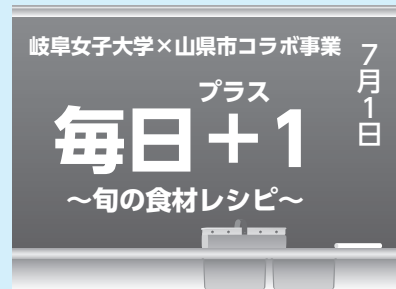 岐阜女子大学×山県市コラボ事業
7月1日
プラス
毎日+1
~旬の食材レシピ~